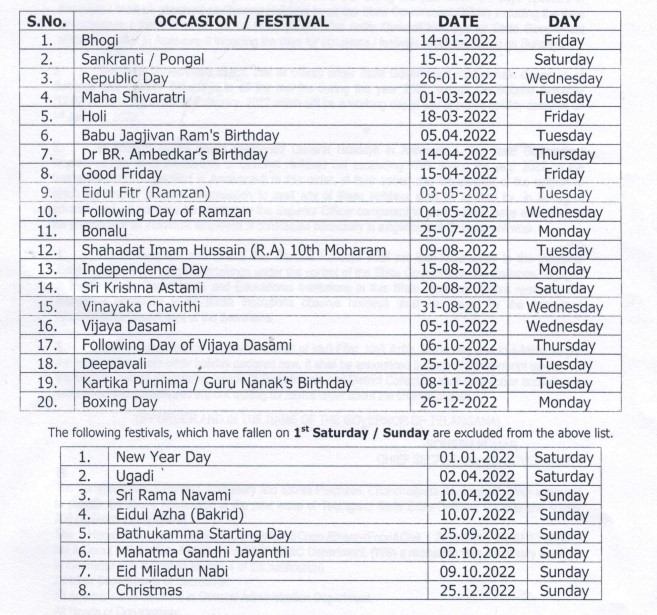 S.No. OCCASION / FESTIVAL DATE DAY
1. Bhogi 14-01-2022 Friday
2. Sankranti / Pongal 15-01-2022 Saturday
3. Republic Day 26-01-2022 Wednesday
4. Maha Shivaratri 01-03-2022 Tuesday
5. Holi 18-03-2022 Friday
6. Babu Jagjivan Ram's Birthday 05.04.2022 Tuesday
7. Dr BR. Ambedkar's Birthday 14-04-2022 Thursday
8. Good Friday 15-04-2022 Friday
9. Eidul Fitr (Ramzan) 03-05-2022 Tuesday
10. Following Day of Ramzan 04-05-2022 Wednesday
11. Bonalu 25-07-2022 Monday
12. Shahadat Imam Hussain (R.A) 10th Moharam 09-08-2022 Tuesday
13. Independence Day 15-08-2022 Monday
14. Sri Krishna Astami 20-08-2022 Saturday
15. Vinayaka Chavithi 31-08-2022 Wednesday
16. Vijaya Dasami 05-10-2022 Wednesday
17. Following Day of Vijaya Dasami 06-10-2022 Thursday
18. Deepavali 25-10-2022 Tuesday
19. Kartika Purnima / Guru Nanak's Birthday 08-11-2022 Tuesday
20. Boxing Day 26-12-2022 Monday
The following festivals, which have fallen on 1st Saturday / Sunday are excluded from the above list.
1. New Year Day 01.01.2022 Saturday
2. Ugadi 02.04.2022 Saturday
3. Sri Rama Navami 10.04.2022 Sunday
4. Eidul Azha (Bakrid) 10.07.2022 Sunday
5. Bathukamma Starting Day 25.09.2022 Sunday
6. Mahatma Gandhi Jayanthi 02.10.2022 Sunday
7. Eid Miladun Nabi 09.10.2022 Sunday
8. Christmas 25.12.2022 Sunday